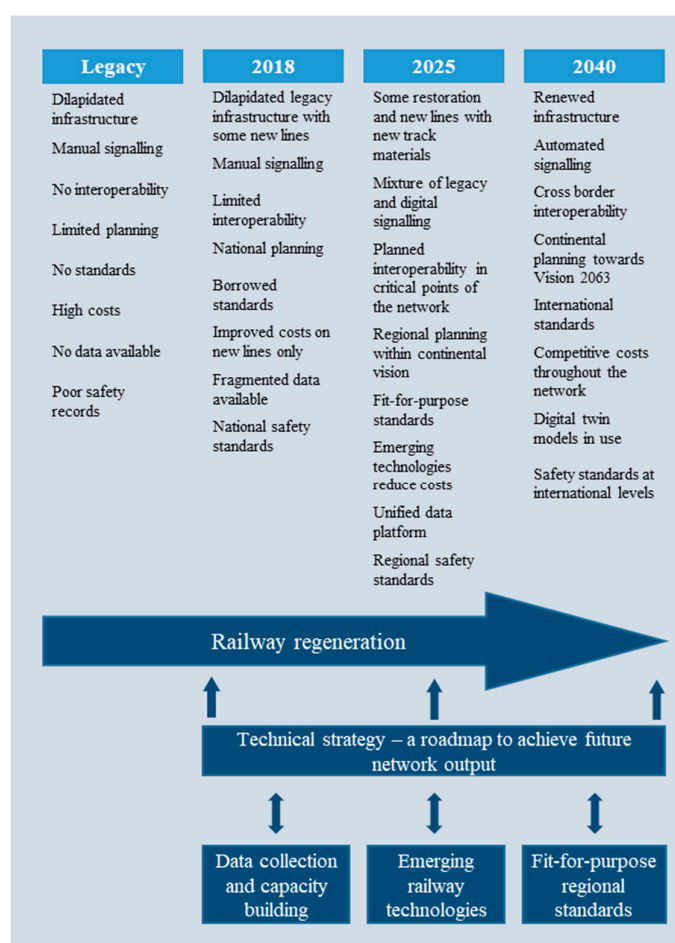 Legacy
Dilapidated
infrastructure
Manual signalling
No interoperability
Limited planning
No standards
High costs
No data available
Poor safety
records
2018
Dilapidated legacy
infrastructure with
some new lines
Manual signalling
Limited
interoperability
National planning
Borrowed
standards
Improved costs on
new lines only
Fragmented data
available
National safety
standards
2025
Some restoration
and new lines with
new track
materials
Mixture of legacy
and digital
signalling
Planned
interoperability in
critical points of
the network
Regional planning
within continental
vision
Fit-for-purpose
standards
Emerging
technologies
reduce costs
Unified data
platform
Regional safety
standards
2040
Renewed
infrastructure
Automated
signalling
Cross border
interoperability
Continental
planning towards
Vision 2063
International
standards
Competitive costs
throughout the
network
Digital twin
models in use
Safety standards at
international levels
Railway regeneration
Technical strategy – a roadmap to achieve future
network output
Data collection
and capacity
building
Emerging
railway
technologies
Fit-for-purpose
regional
standards